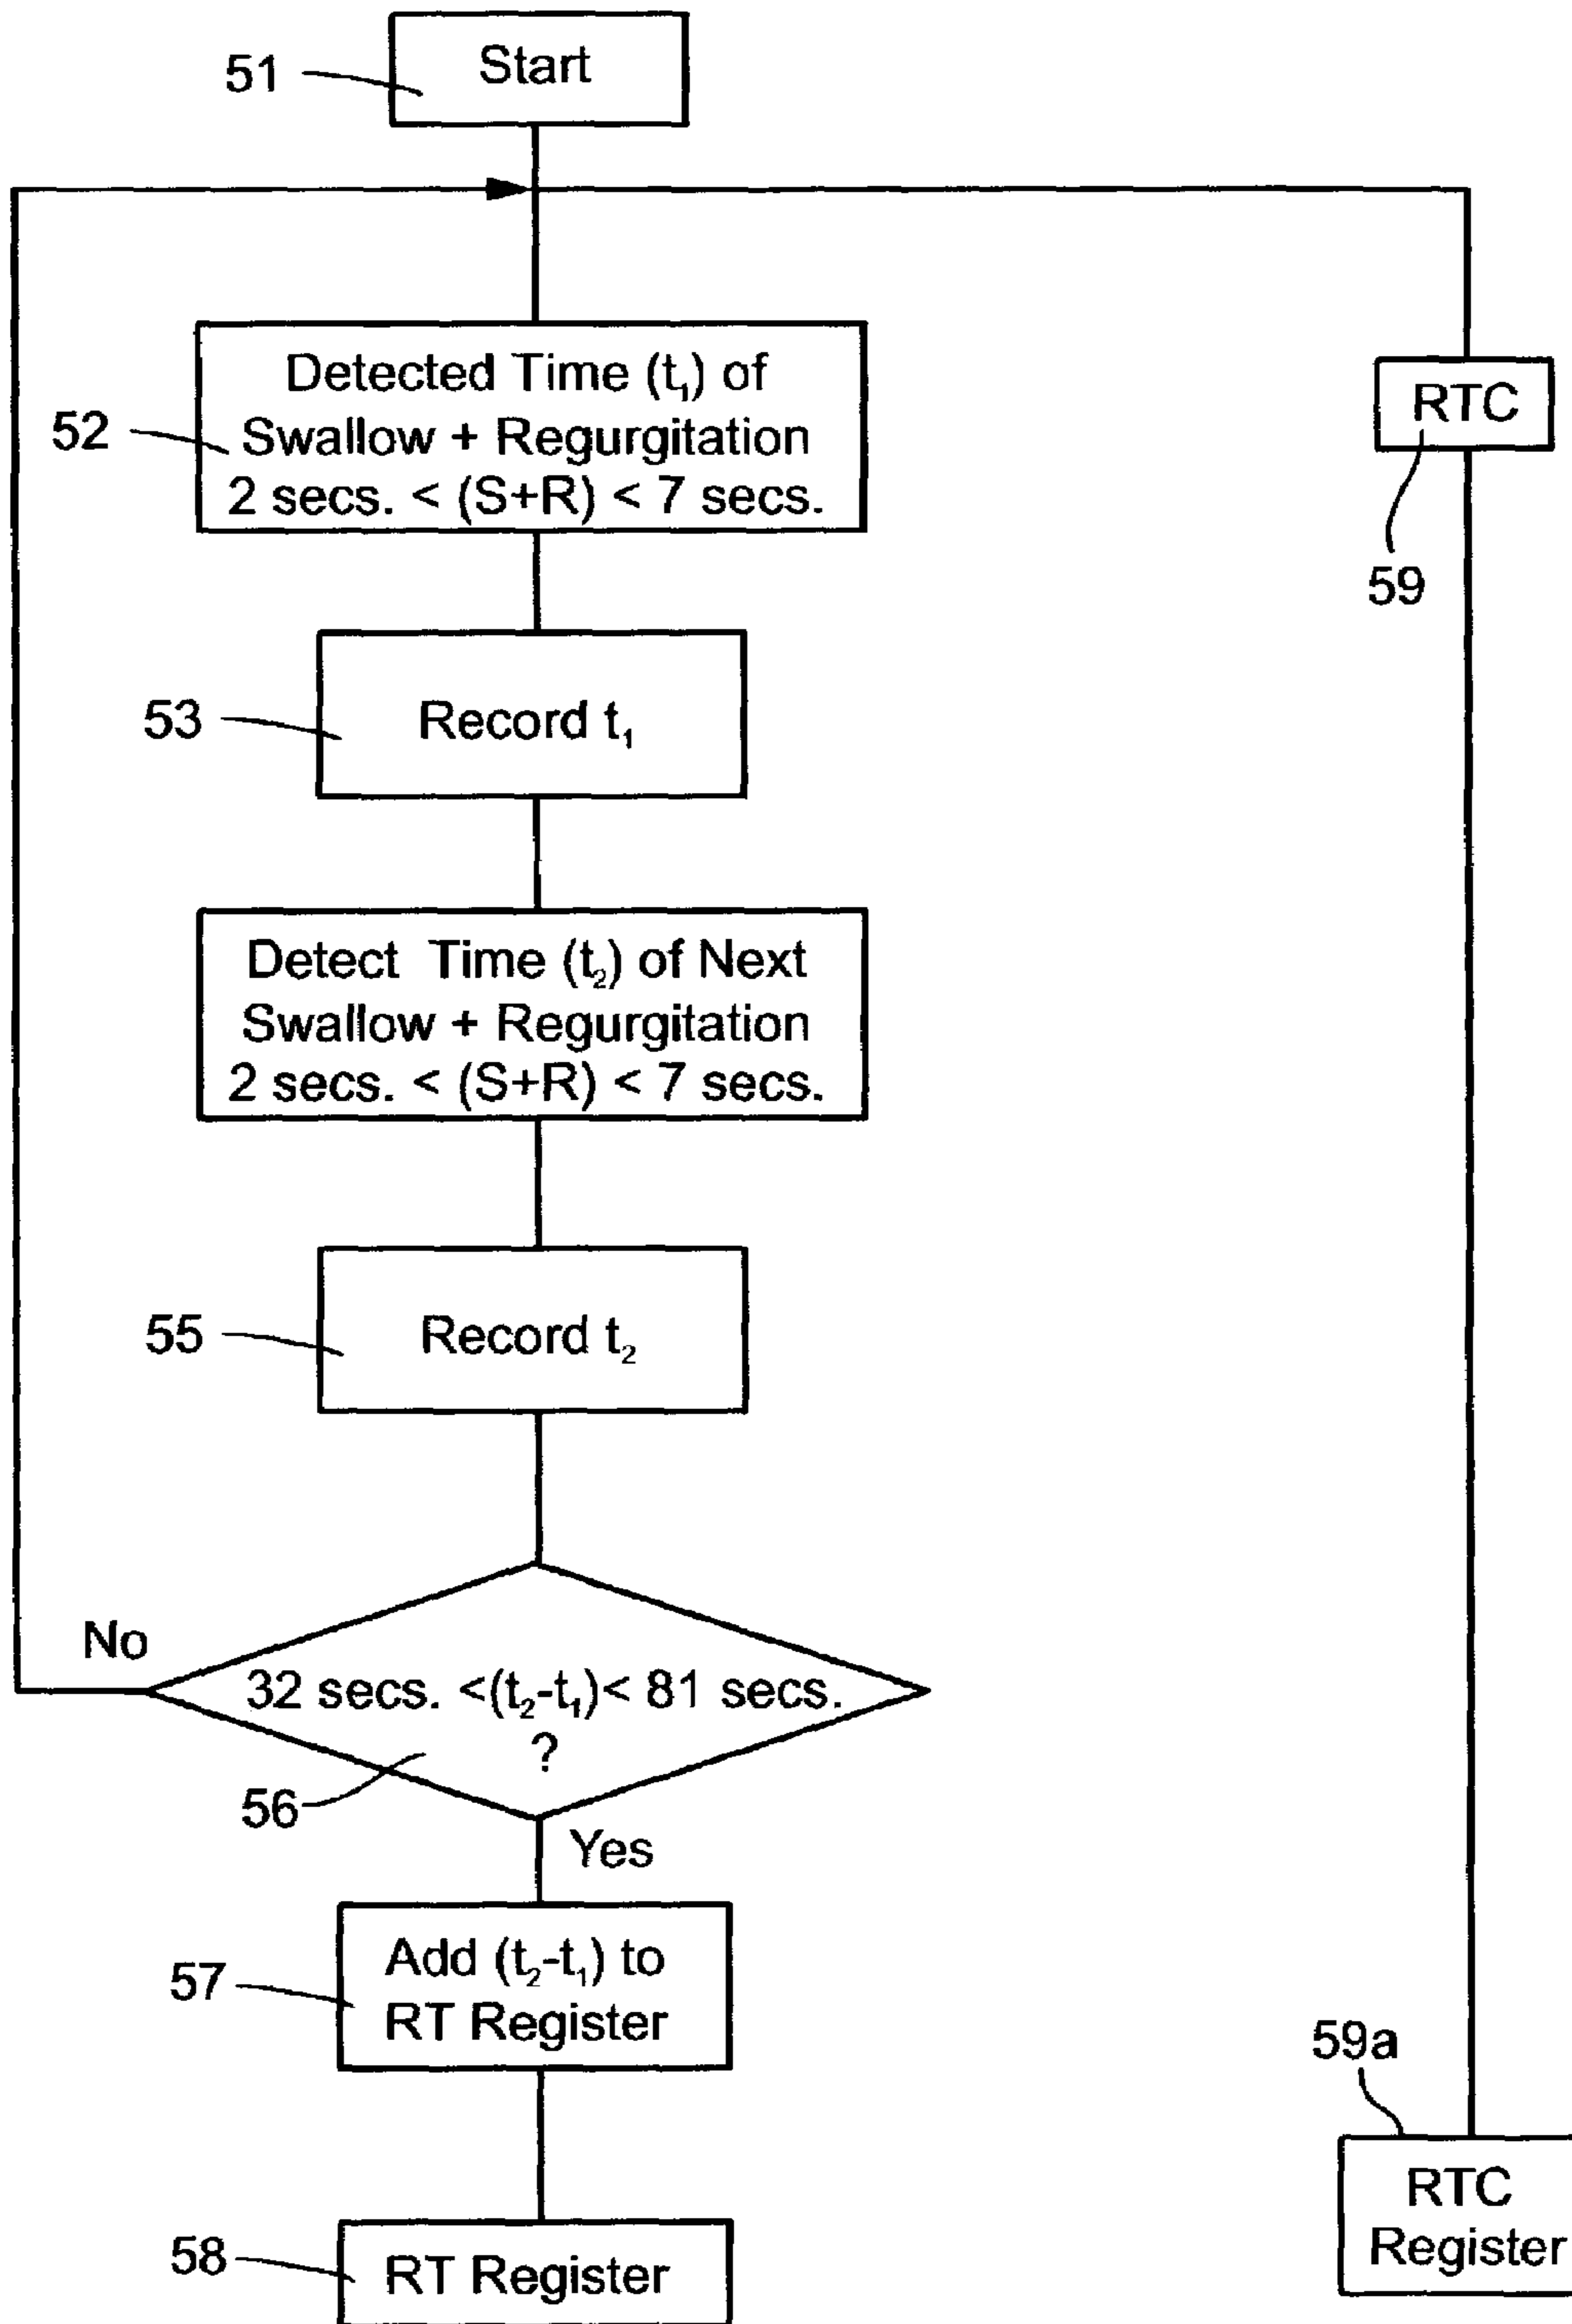 51
Start
52
Detected Time (t₁) of
Swallow + Regurgitation
2 secs. < (S+R) < 7 secs.
RTC
59
53
Record t₁
Detect Time (t₂) of Next
Swallow + Regurgitation
2 secs. < (S+R) < 7 secs.
55
Record t₂
No
32 secs. <(t₂-t₁)< 81 secs.
?
56
Yes
57
Add (t₂-t₁) to
RT Register
58
RT Register
59a
RTC
Register